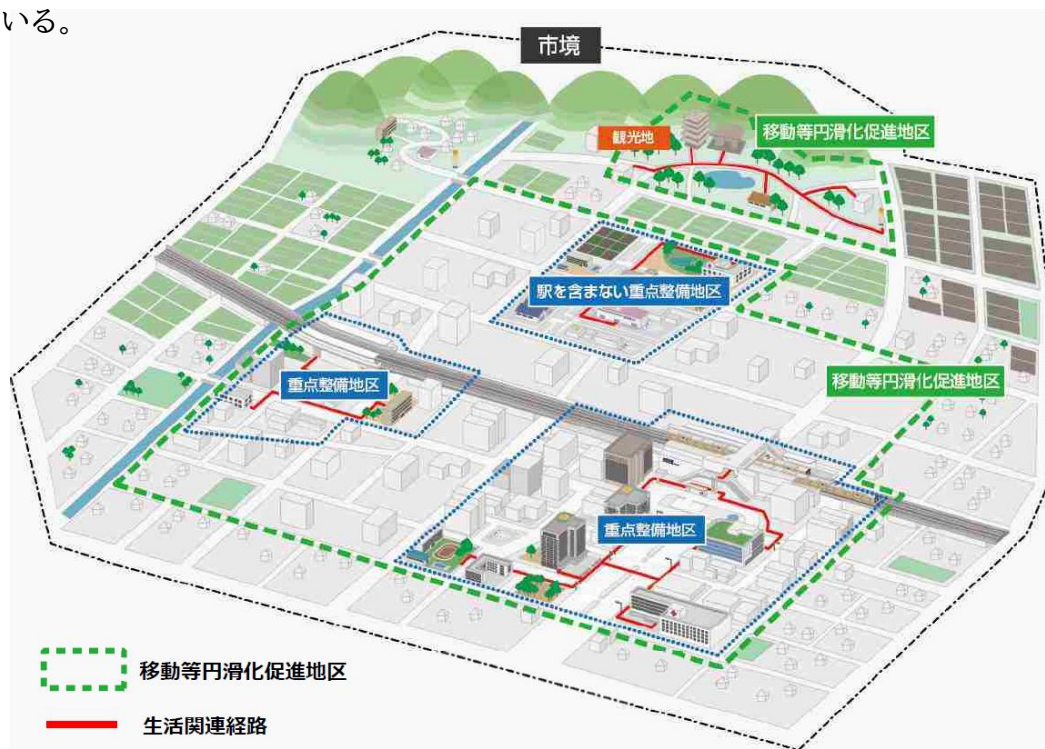 いる。
市境
観光地
移動等円滑化促進地区
駅を含まない重点整備地区
重点整備地区
移動等円滑化促進地区
重点整備地区
移動等円滑化促進地区
生活関連経路